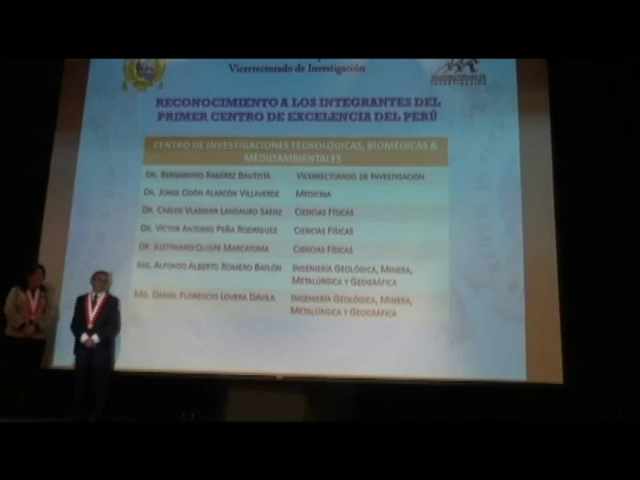 Vicerrectorado de Investigación
RECONOCIMIENTO A LOS INTEGRANTES DEL
PRIMER CENTRO DE EXCELENCIA DEL PERÚ
CENTRO DE INVESTIGACIONES TECNOLÓGICAS, BIOMÉDICAS &
MEDIOAMBIENTALES
DR. BERNARDINO RAMIREZ BAUTISTA VICERRECTORADO DE INVESTIGACIÓN
DR. JORGE ODÓN ALARCÓN VILLAVERDE MEDICINA
DR. CARLOS VLADIMIR LANDAURO SAENZ CIENCIAS FÍSICAS
DR. VÍCTOR ANTONIO PEÑA RODRÍGUEZ CIENCIAS FÍSICAS
DR. JUSTINIANO QUISPE MARCATOMA CIENCIAS FÍSICAS
ING. ALFONSO ALBERTO ROMERO BAYLÓN INGENIERÍA GEOLÓGICA, MINERA,
METALÚRGICA Y GEOGRÁFICA
MG. DANIEL FLORENCIO LOVERA DÁVILA INGENIERÍA GEOLÓGICA, MINERA,
METALÚRGICA Y GEOGRÁFICA